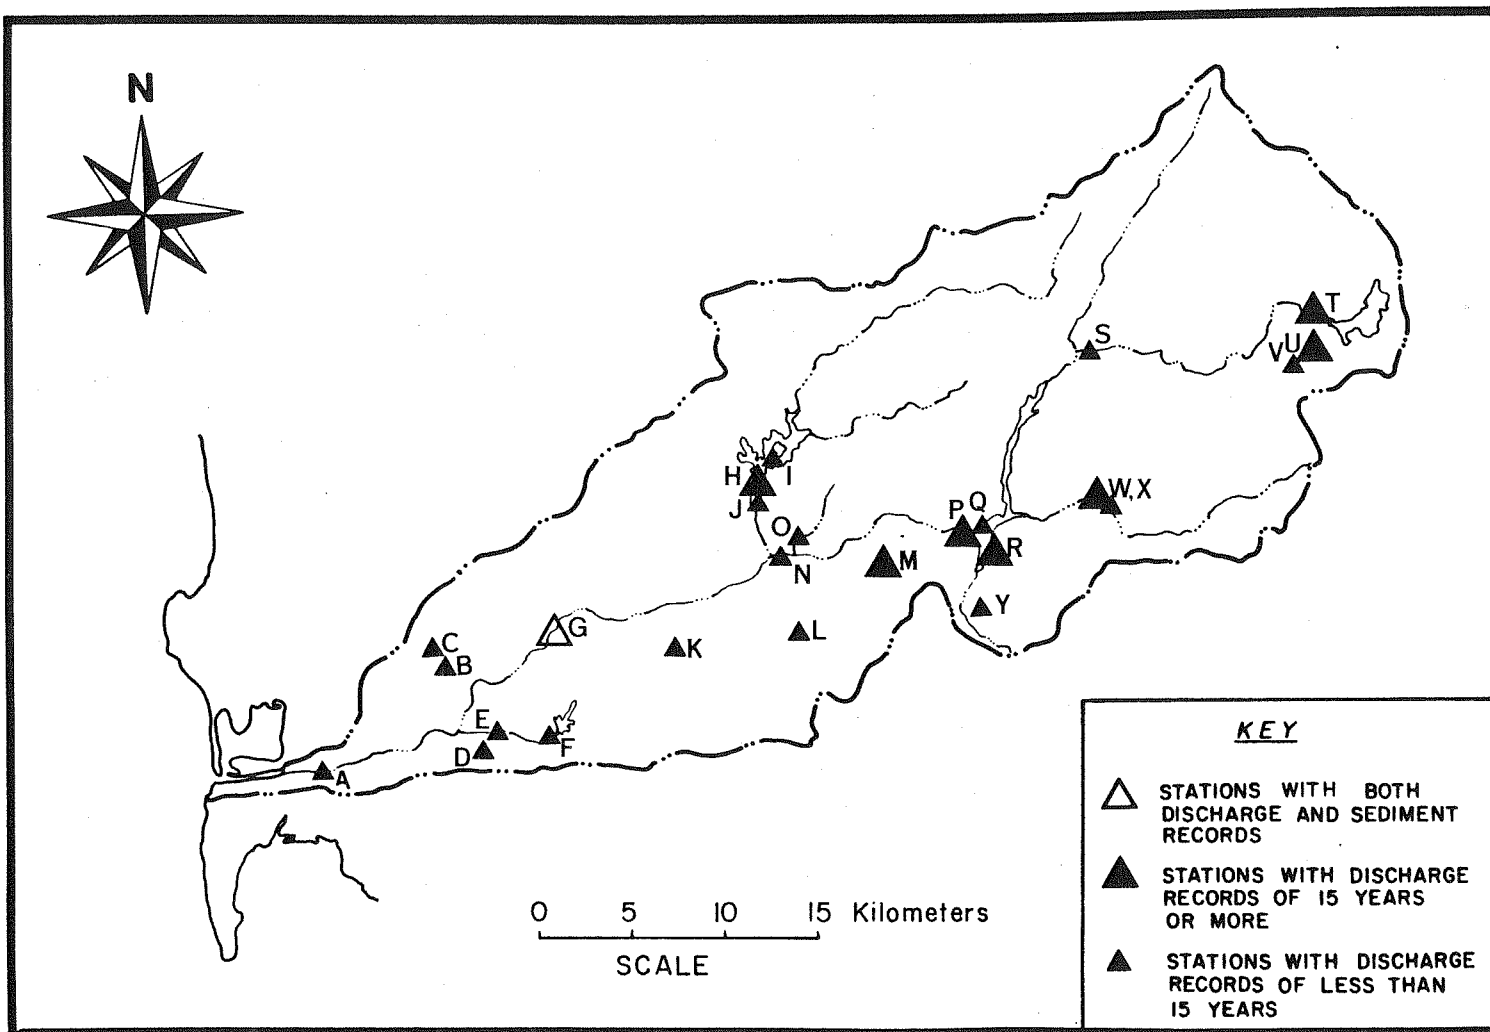 N
T
S
V U
H I
W,X
J
P Q
O
R
M
N
Y
G
L
C
K
B
E
D F
A
KEY
STATIONS WITH BOTH
DISCHARGE AND SEDIMENT
RECORDS
STATIONS WITH DISCHARGE
RECORDS OF 15 YEARS
OR MORE
STATIONS WITH DISCHARGE
RECORDS OF LESS THAN
15 YEARS
0 5 10 15 Kilometers
SCALE